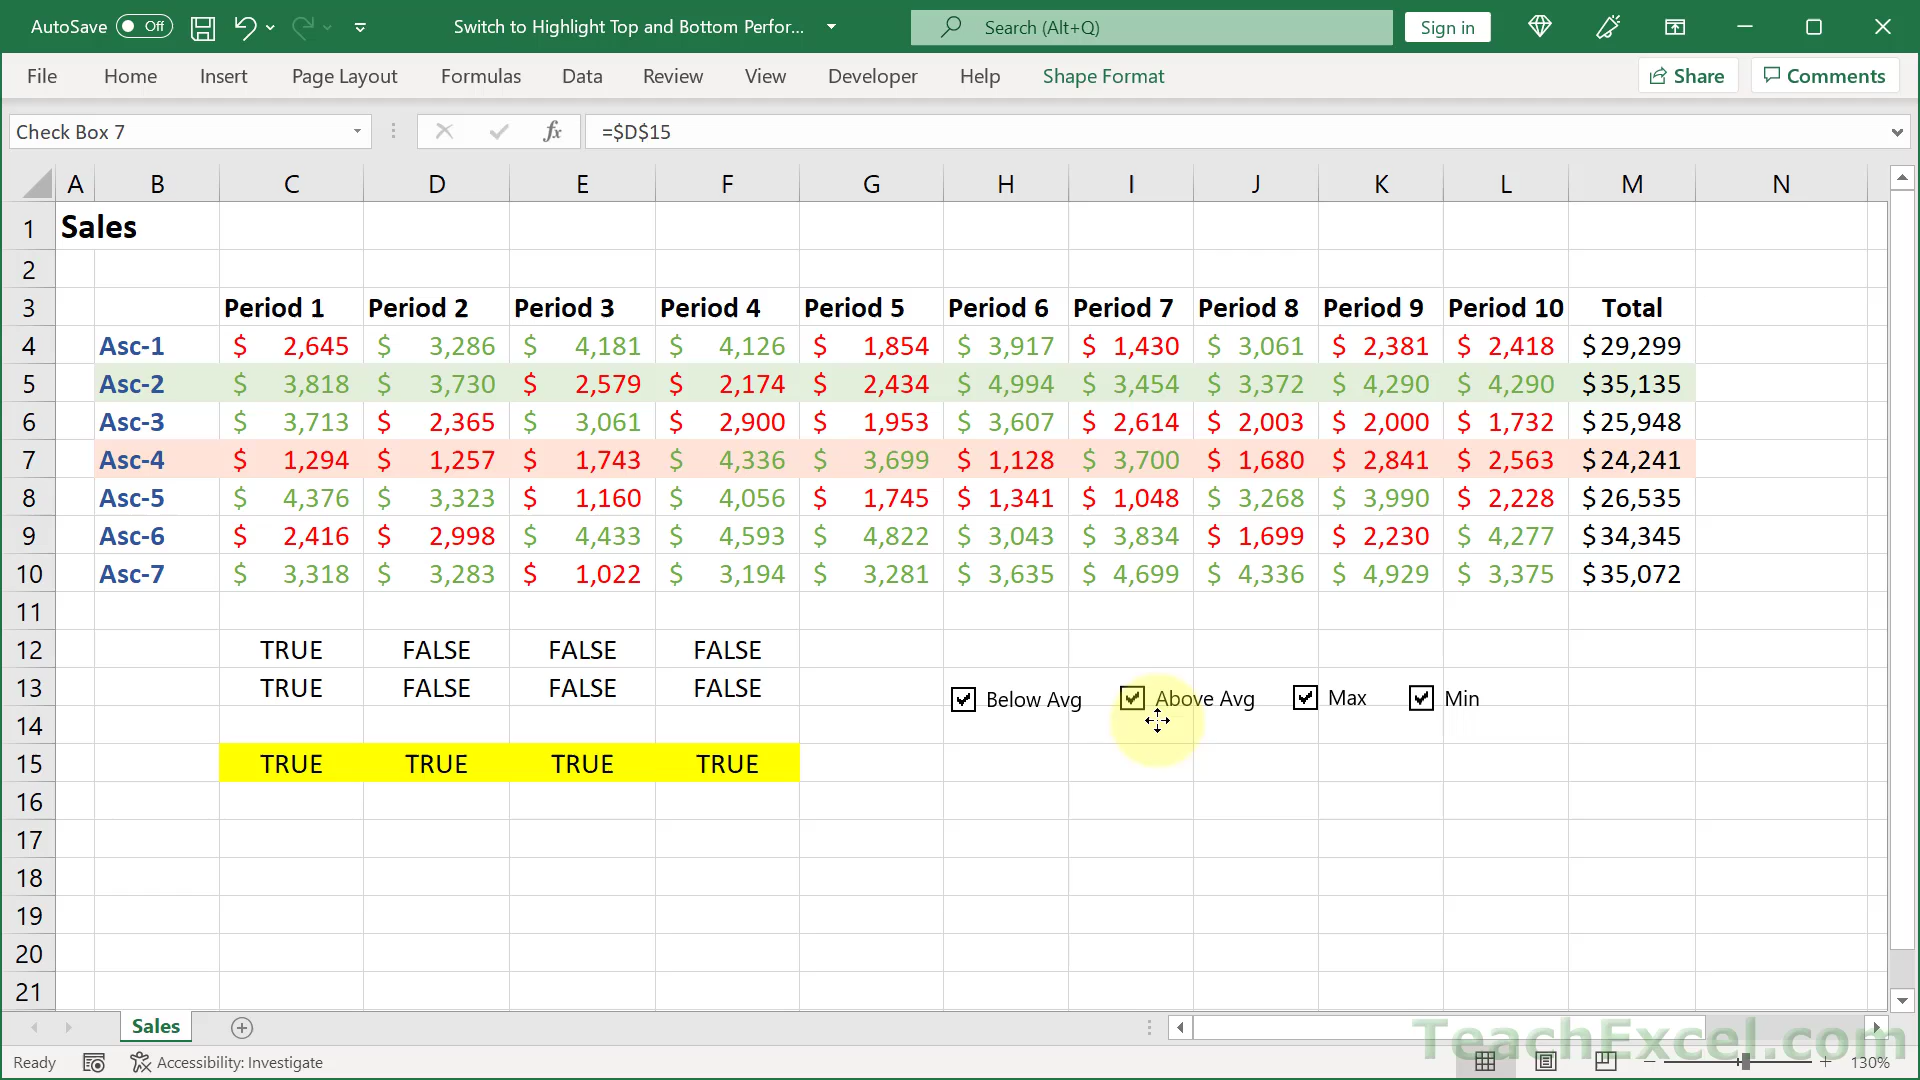 AutoSave Off Switch to Highlight Top and Bottom Perfor... Search (Alt+Q) Sign in
File Home Insert Page Layout Formulas Data Review View Developer Help Shape Format Share Comments
Check Box 7 fx =$D$15
A B C D E F G H I J K L M N
1 Sales
2
3 Period 1 Period 2 Period 3 Period 4 Period 5 Period 6 Period 7 Period 8 Period 9 Period 10 Total
4 Asc-1 $ 2,645 $ 3,286 $ 4,181 $ 4,126 $ 1,854 $ 3,917 $ 1,430 $ 3,061 $ 2,381 $ 2,418 $29,299
5 Asc-2 $ 3,818 $ 3,730 $ 2,579 $ 2,174 $ 2,434 $ 4,994 $ 3,454 $ 3,372 $ 4,290 $ 4,290 $35,135
6 Asc-3 $ 3,713 $ 2,365 $ 3,061 $ 2,900 $ 1,953 $ 3,607 $ 2,614 $ 2,003 $ 2,000 $ 1,732 $25,948
7 Asc-4 $ 1,294 $ 1,257 $ 1,743 $ 4,336 $ 3,699 $ 1,128 $ 3,700 $ 1,680 $ 2,841 $ 2,563 $24,241
8 Asc-5 $ 4,376 $ 3,323 $ 1,160 $ 4,056 $ 1,745 $ 1,341 $ 1,048 $ 3,268 $ 3,990 $ 2,228 $26,535
9 Asc-6 $ 2,416 $ 2,998 $ 4,433 $ 4,593 $ 4,822 $ 3,043 $ 3,834 $ 1,699 $ 2,230 $ 4,277 $34,345
10 Asc-7 $ 3,318 $ 3,283 $ 1,022 $ 3,194 $ 3,281 $ 3,635 $ 4,699 $ 4,336 $ 4,929 $ 3,375 $35,072
11
12 TRUE FALSE FALSE FALSE
13 TRUE FALSE FALSE FALSE Below Avg Above Avg Max Min
14
15 TRUE TRUE TRUE TRUE
16
17
18
19
20
21
Sales
TeachExcel.com
Ready Accessibility: Investigate 130%